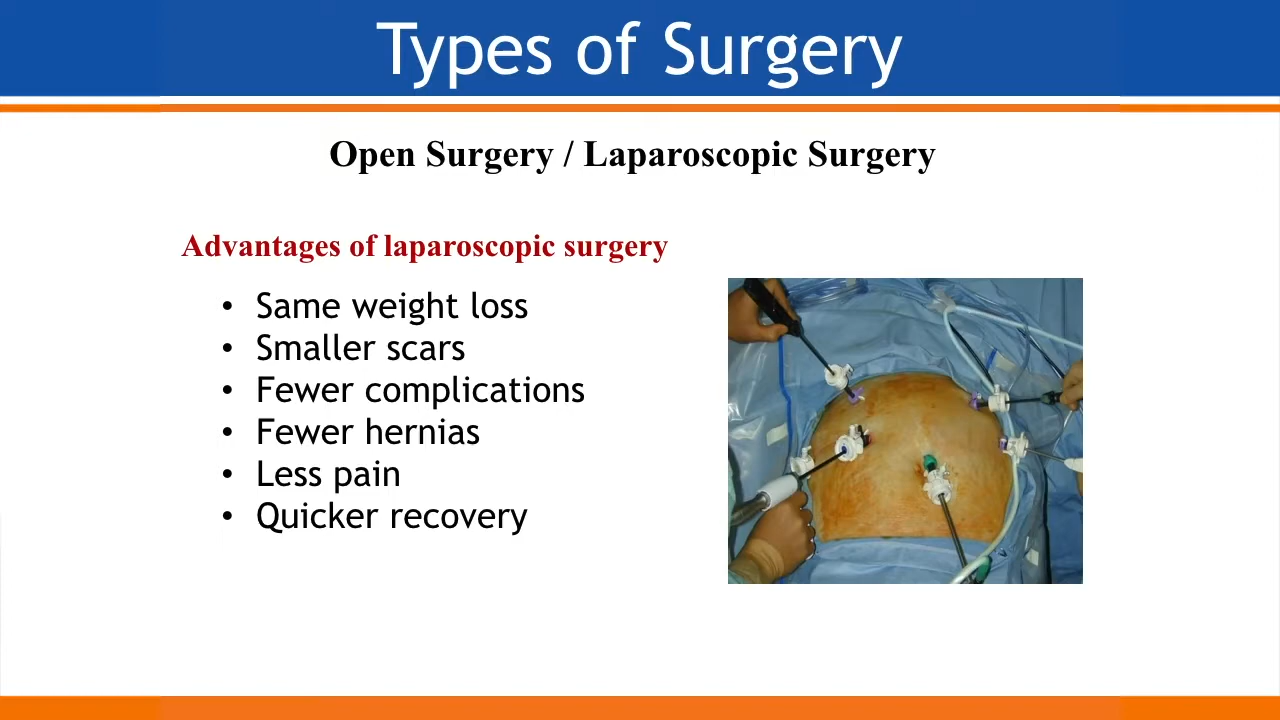 Types of Surgery
Open Surgery / Laparoscopic Surgery
Advantages of laparoscopic surgery
• Same weight loss
• Smaller scars
• Fewer complications
• Fewer hernias
• Less pain
• Quicker recovery